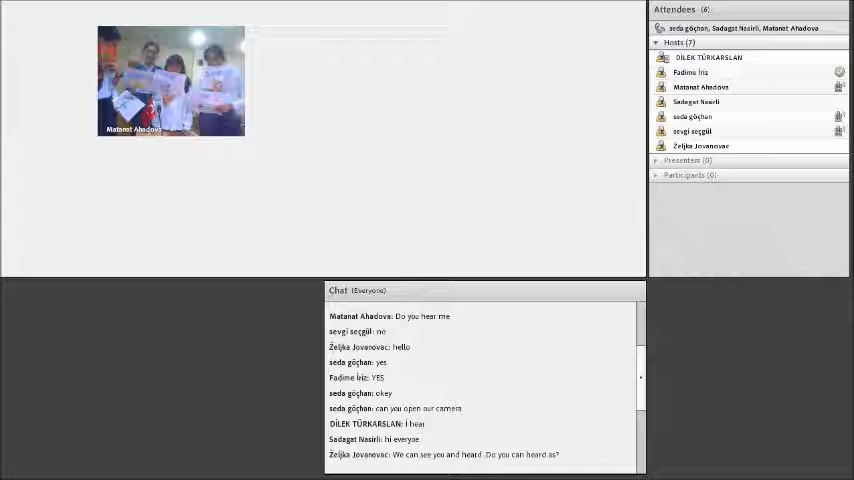 Attendees (6)
seda göçhan, Sadagat Nasirli, Matanat Ahadova
Hosts (7)
DİLEK TÜRKARSLAN
Fadime İriz
Matanat Ahadova
Sadagat Nasirli
seda göçhan
sevgi seçgül
Željka Jovanovac
Presenters (0)
Participants (0)
Matanat Ahadova
Chat (Everyone)
Matanat Ahadova: Do you hear me
sevgi seçgül: no
Željka Jovanovac: hello
seda göçhan: yes
Fadime İriz: YES
seda göçhan: okey
seda göçhan: can you open our camera
DİLEK TÜRKARSLAN: İ hear
Sadagat Nasirli: hi everyoe
Željka Jovanovac: We can see you and heard. Do you can heard as?